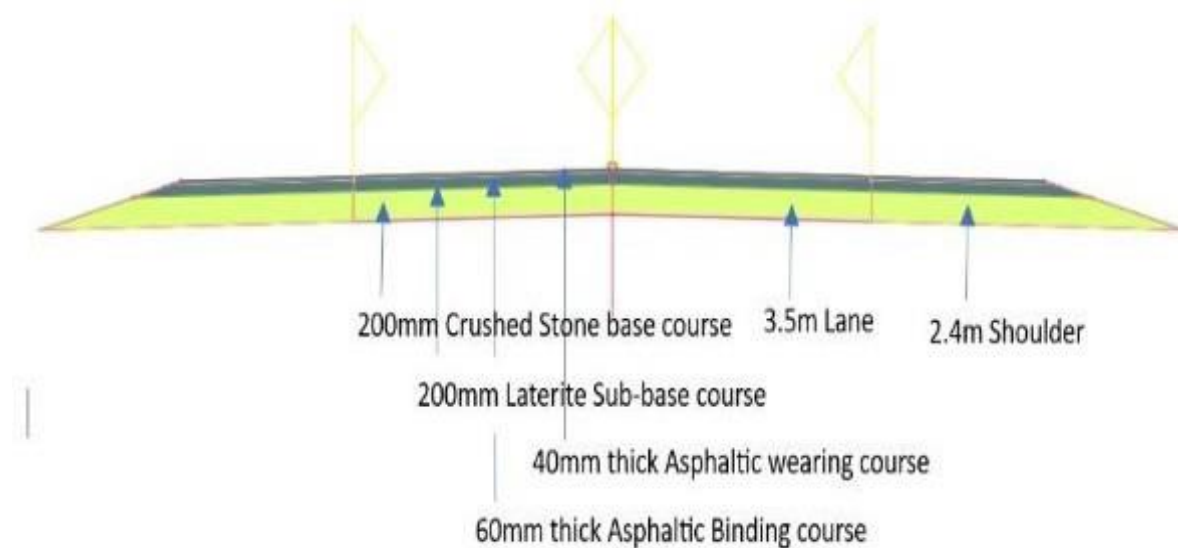 200mm Crushed Stone base course
3.5m Lane
2.4m Shoulder
200mm Laterite Sub-base course
40mm thick Asphaltic wearing course
60mm thick Asphaltic Binding course